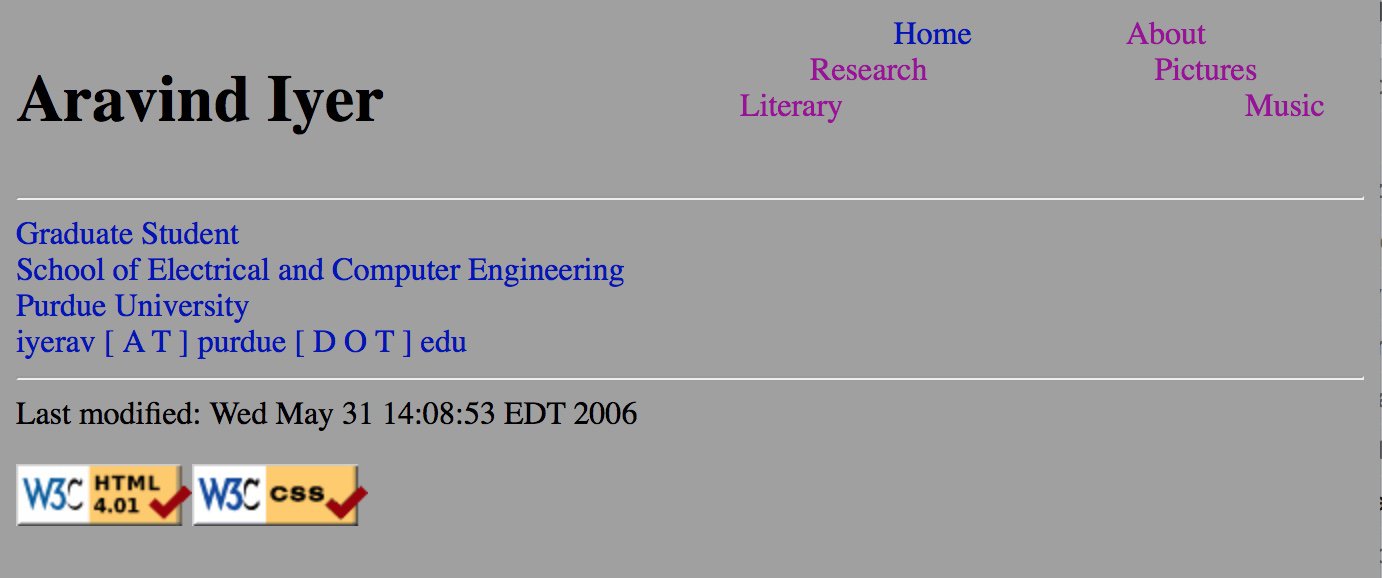 Home About
Aravind Iyer
Research Pictures
Literary Music
Graduate Student
School of Electrical and Computer Engineering
Purdue University
iyerav [ A T ] purdue [ D O T ] edu
Last modified: Wed May 31 14:08:53 EDT 2006
W3C HTML 4.01 W3C css